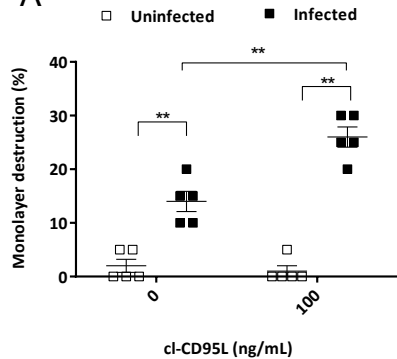 A
Uninfected
Infected
Monolayer destruction (%)
40
30
20
10
0
**
**
**
0
100
cl-CD95L (ng/mL)